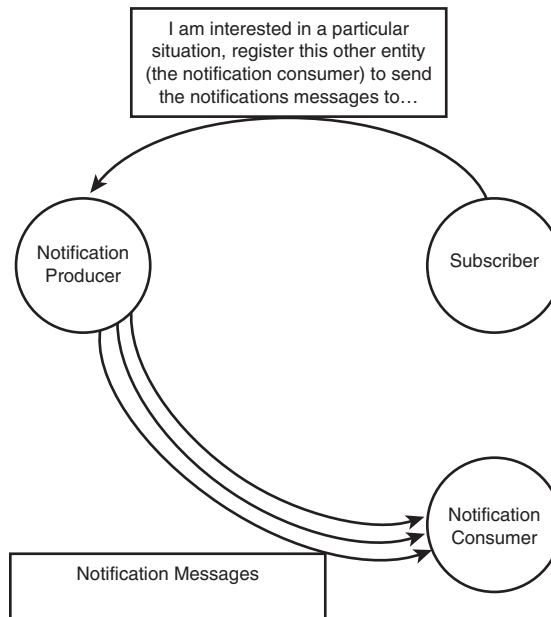 I am interested in a particular
situation, register this other entity
(the notification consumer) to send
the notifications messages to…
Notification
Producer
Subscriber
Notification
Consumer
Notification Messages